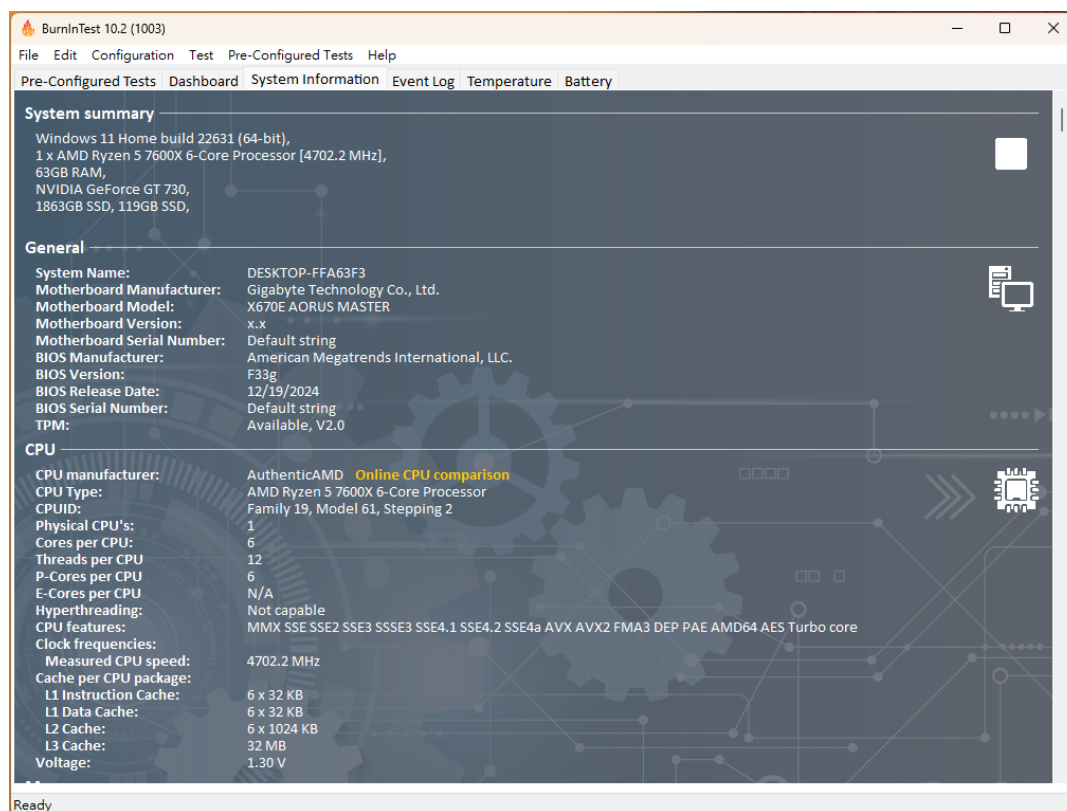 BurnInTest 10.2 (1003)
File Edit Configuration Test Pre-Configured Tests Help
Pre-Configured Tests Dashboard System Information Event Log Temperature Battery
System summary
Windows 11 Home build 22631 (64-bit),
1 x AMD Ryzen 5 7600X 6-Core Processor [4702.2 MHz],
63GB RAM,
NVIDIA GeForce GT 730,
1863GB SSD, 119GB SSD,
General
System Name: DESKTOP-FFA63F3
Motherboard Manufacturer: Gigabyte Technology Co., Ltd.
Motherboard Model: X670E AORUS MASTER
Motherboard Version: x.x
Motherboard Serial Number: Default string
BIOS Manufacturer: American Megatrends International, LLC.
BIOS Version: F33g
BIOS Release Date: 12/19/2024
BIOS Serial Number: Default string
TPM: Available, V2.0
CPU
CPU manufacturer: AuthenticAMD Online CPU comparison
CPU Type: AMD Ryzen 5 7600X 6-Core Processor
CPUID: Family 19, Model 61, Stepping 2
Physical CPU's: 1
Cores per CPU: 6
Threads per CPU 12
P-Cores per CPU 6
E-Cores per CPU N/A
Hyperthreading: Not capable
CPU features: MMX SSE SSE2 SSE3 SSSE3 SSE4.1 SSE4.2 SSE4a AVX AVX2 FMA3 DEP PAE AMD64 AES Turbo core
Clock frequencies:
Measured CPU speed: 4702.2 MHz
Cache per CPU package:
L1 Instruction Cache: 6 x 32 KB
L1 Data Cache: 6 x 32 KB
L2 Cache: 6 x 1024 KB
L3 Cache: 32 MB
Voltage: 1.30 V
Ready